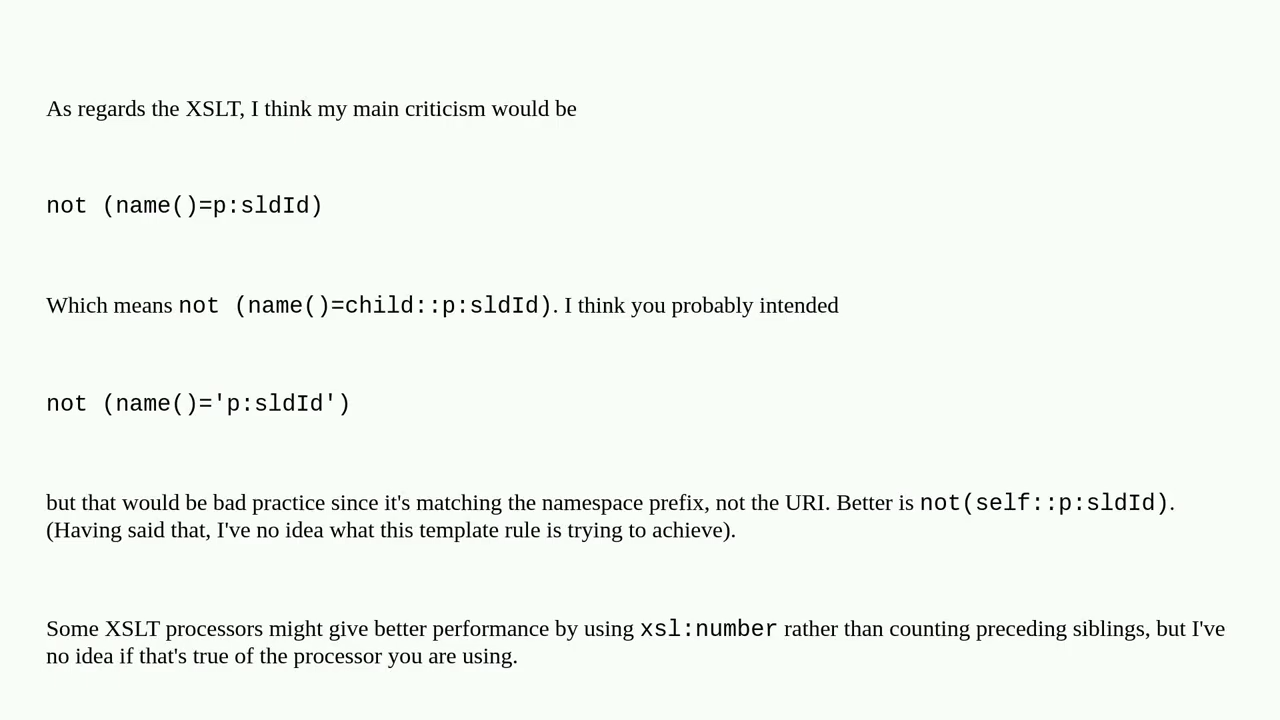 As regards the XSLT, I think my main criticism would be
not (name()=p:sldId)
Which means not (name()=child::p:sldId). I think you probably intended
not (name()='p:sldId')
but that would be bad practice since it's matching the namespace prefix, not the URI. Better is not(self::p:sldId).
(Having said that, I've no idea what this template rule is trying to achieve).
Some XSLT processors might give better performance by using xsl:number rather than counting preceding siblings, but I've
no idea if that's true of the processor you are using.